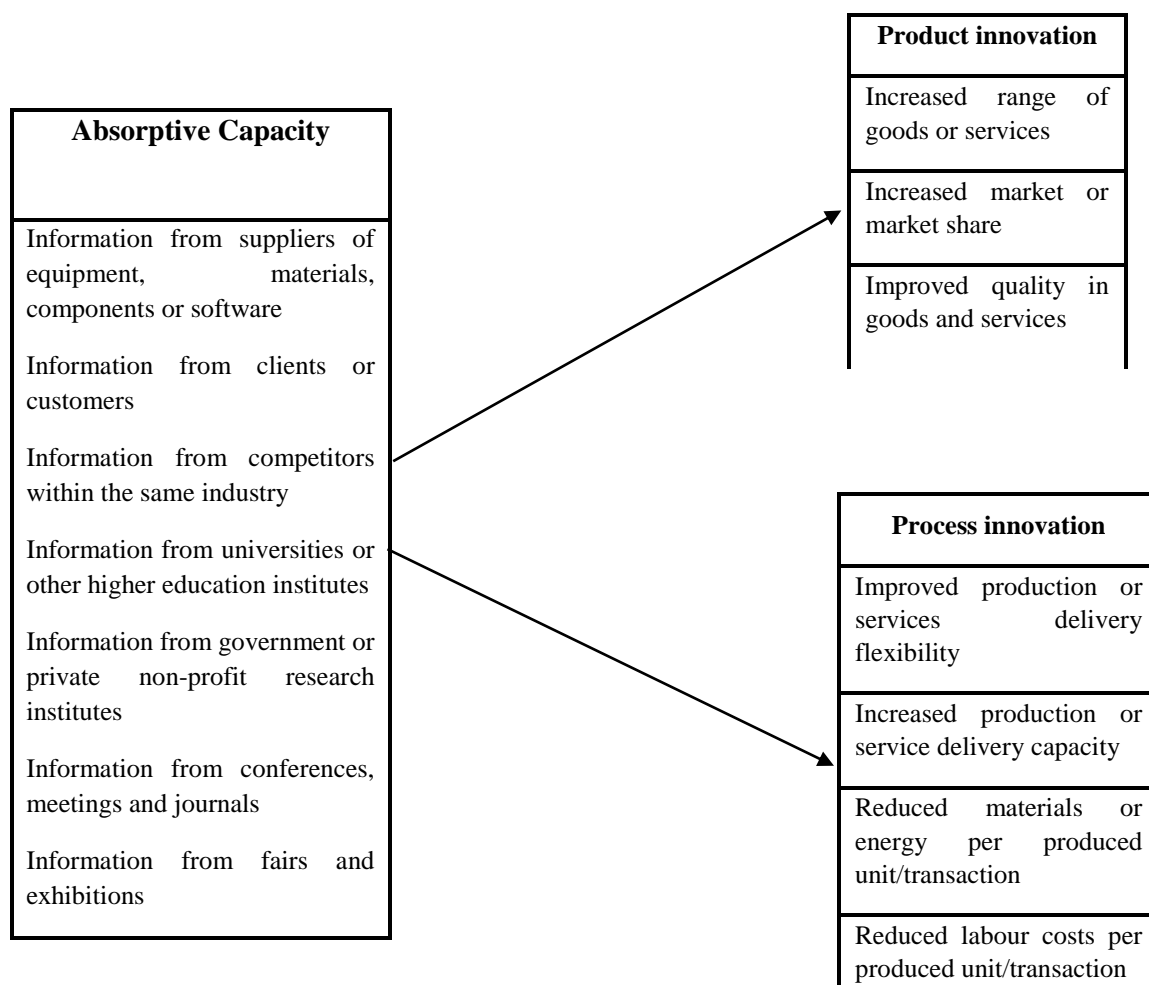 Absorptive Capacity
Information from suppliers of
equipment, materials,
components or software
Information from clients or
customers
Information from competitors
within the same industry
Information from universities or
other higher education institutes
Information from government or
private non-profit research
institutes
Information from conferences,
meetings and journals
Information from fairs and
exhibitions
Product innovation
Increased range of
goods or services
Increased market or
market share
Improved quality in
goods and services
Process innovation
Improved production or
services delivery
flexibility
Increased production or
service delivery capacity
Reduced materials or
energy per produced
unit/transaction
Reduced labour costs per
produced unit/transaction